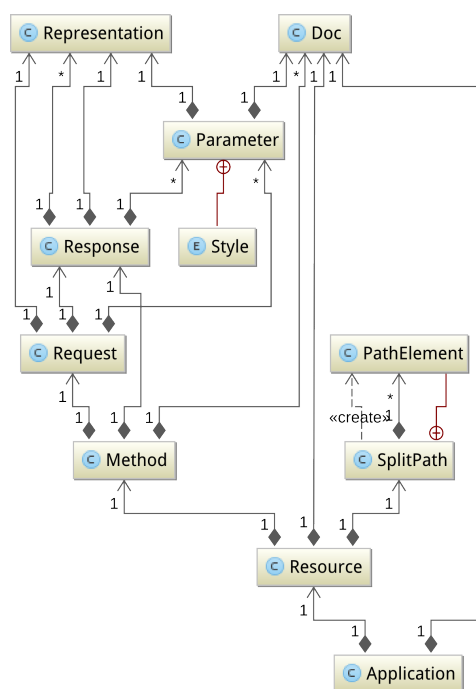 C Representation
C Doc
1 * 1 1 1 * 1 1
1 1
C Parameter
* *
1 1 1
C Response
E Style
1 1
1 1 1
C Request
C PathElement
1 1 *
«create» 1
1 1 1
C Method
C SplitPath
1 1
1 1 1
C Resource
1
1 1
C Application